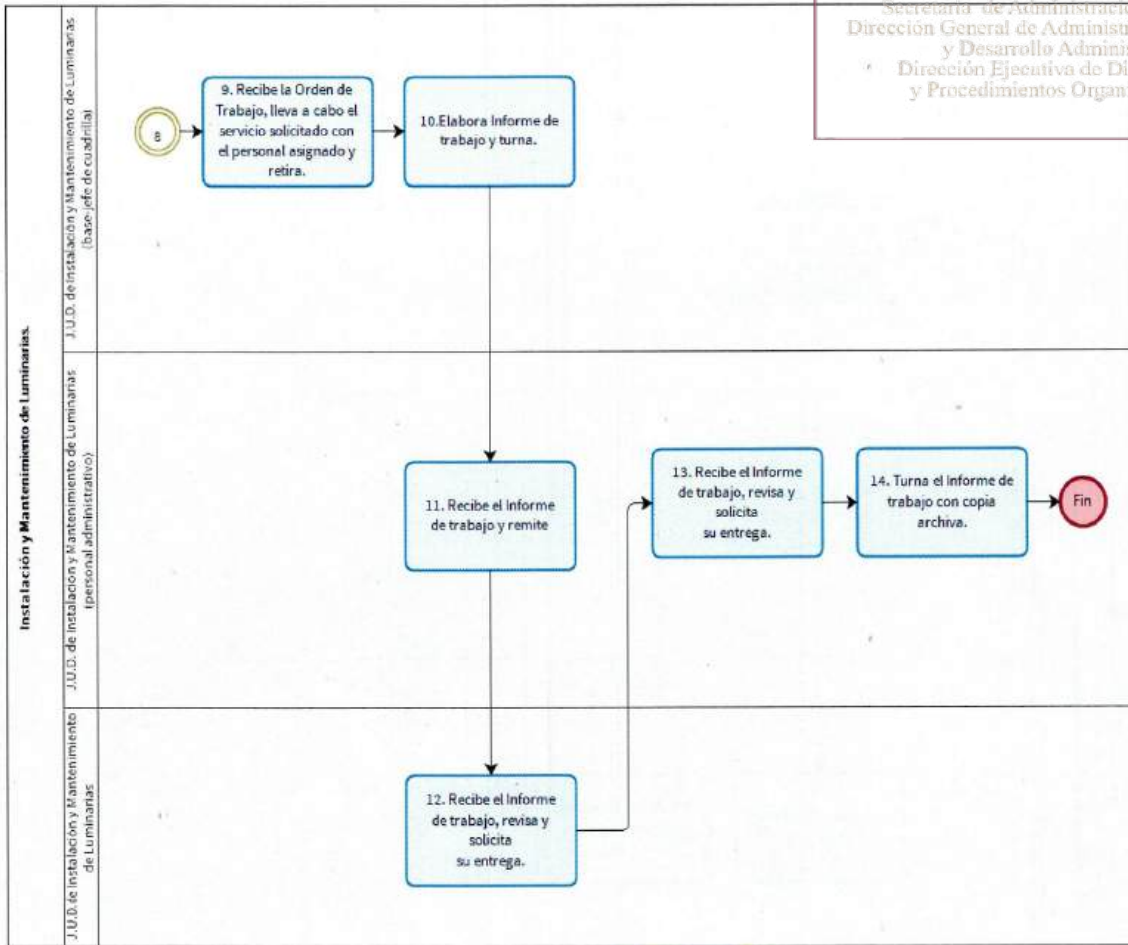 Secretaría de Administració
Dirección General de Administr
y Desarrollo Adminis
Dirección Ejecutiva de Di
y Procedimientos Organi
Instalación y Mantenimiento de Luminarias.
J.U.D. de Instalación y Mantenimiento de Luminarias
(base-jefe de cuadrilla)
8
9. Recibe la Orden de
Trabajo, lleva a cabo el
servicio solicitado con
el personal asignado y
retira.
10.Elabora Informe de
trabajo y turna.
J.U.D. de Instalación y Mantenimiento de Luminarias
(personal administrativo)
11. Recibe el Informe
de trabajo y remite
13. Recibe el Informe
de trabajo, revisa y
solicita
su entrega.
14. Turna el Informe de
trabajo con copia
archiva.
Fin
J.U.D. de Instalación y Mantenimiento
de Luminarias
12. Recibe el Informe
de trabajo, revisa y
solicita
su entrega.